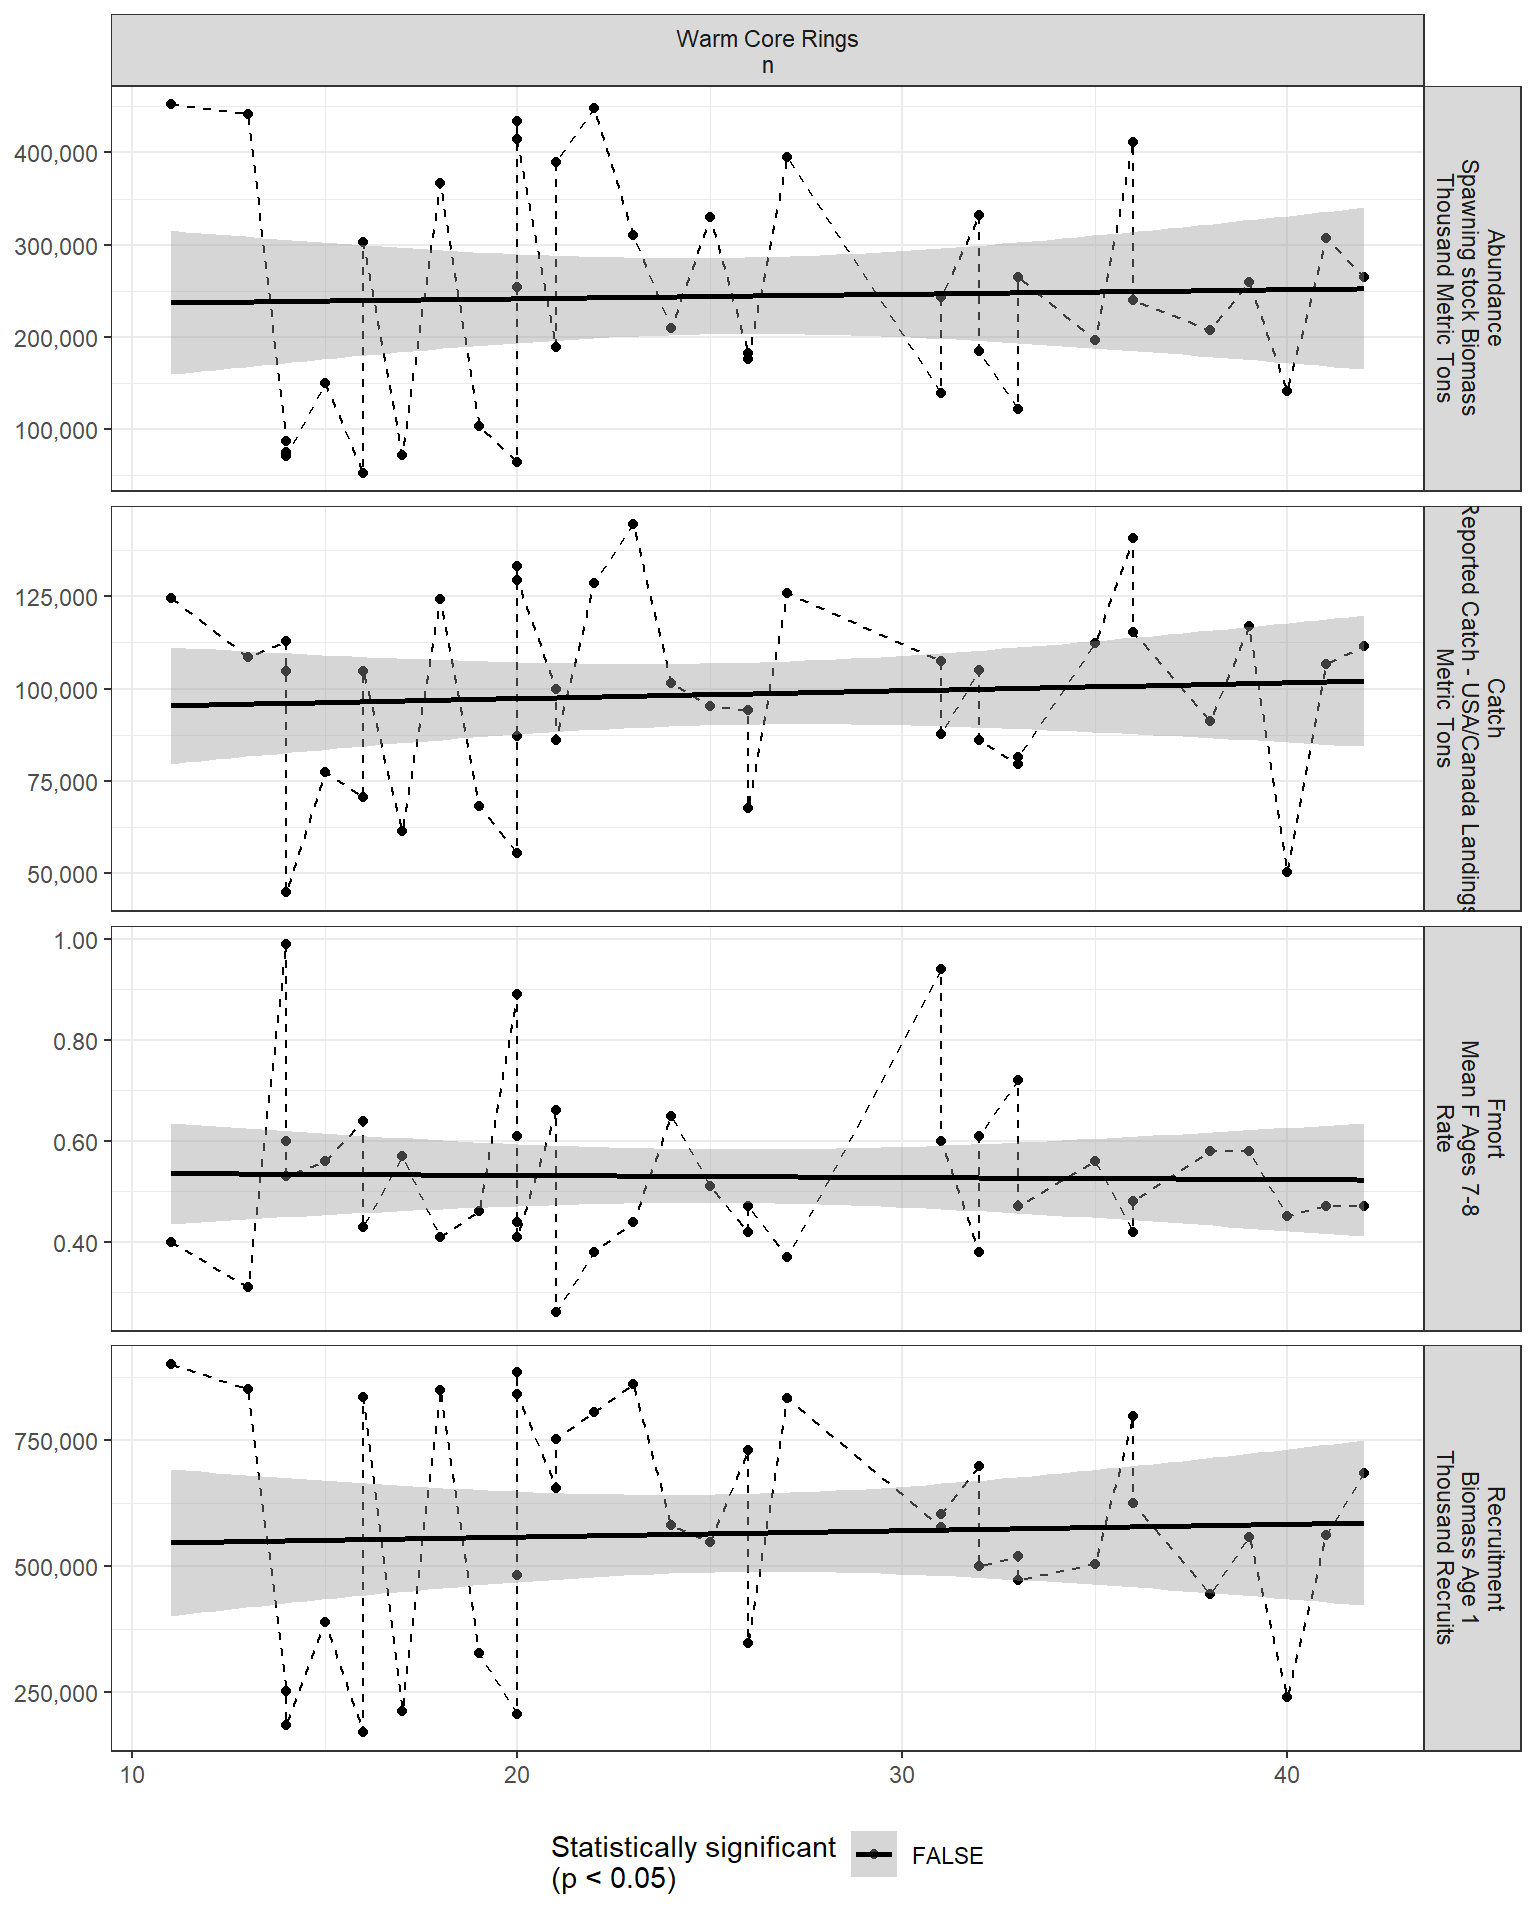 Warm Core Rings
n
400,000
300,000
200,000
100,000
Abundance
Spawning stock Biomass
Thousand Metric Tons
125,000
100,000
75,000
50,000
Catch
Reported Catch - USA/Canada Landings
Metric Tons
1.00
0.80
0.60
0.40
Fmort
Mean F Ages 7-8
Rate
750,000
500,000
250,000
Recruitment
Biomass Age 1
Thousand Recruits
10
20
30
40
Statistically significant
(p < 0.05)
FALSE